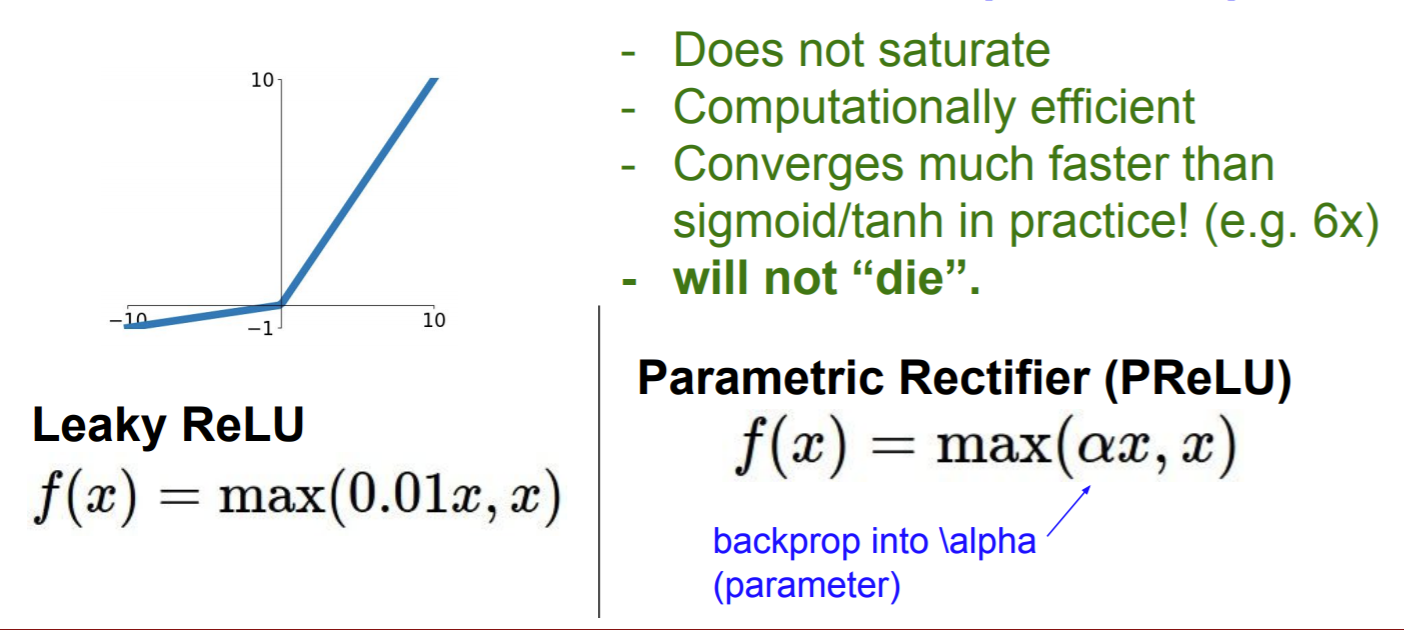 - Does not saturate
- Computationally efficient
- Converges much faster than
sigmoid/tanh in practice! (e.g. 6x)
- will not “die”.
10
−10
−1
10
Leaky ReLU
f(x) = max(0.01x, x)
Parametric Rectifier (PReLU)
f(x) = max(αx, x)
backprop into \alpha
(parameter)